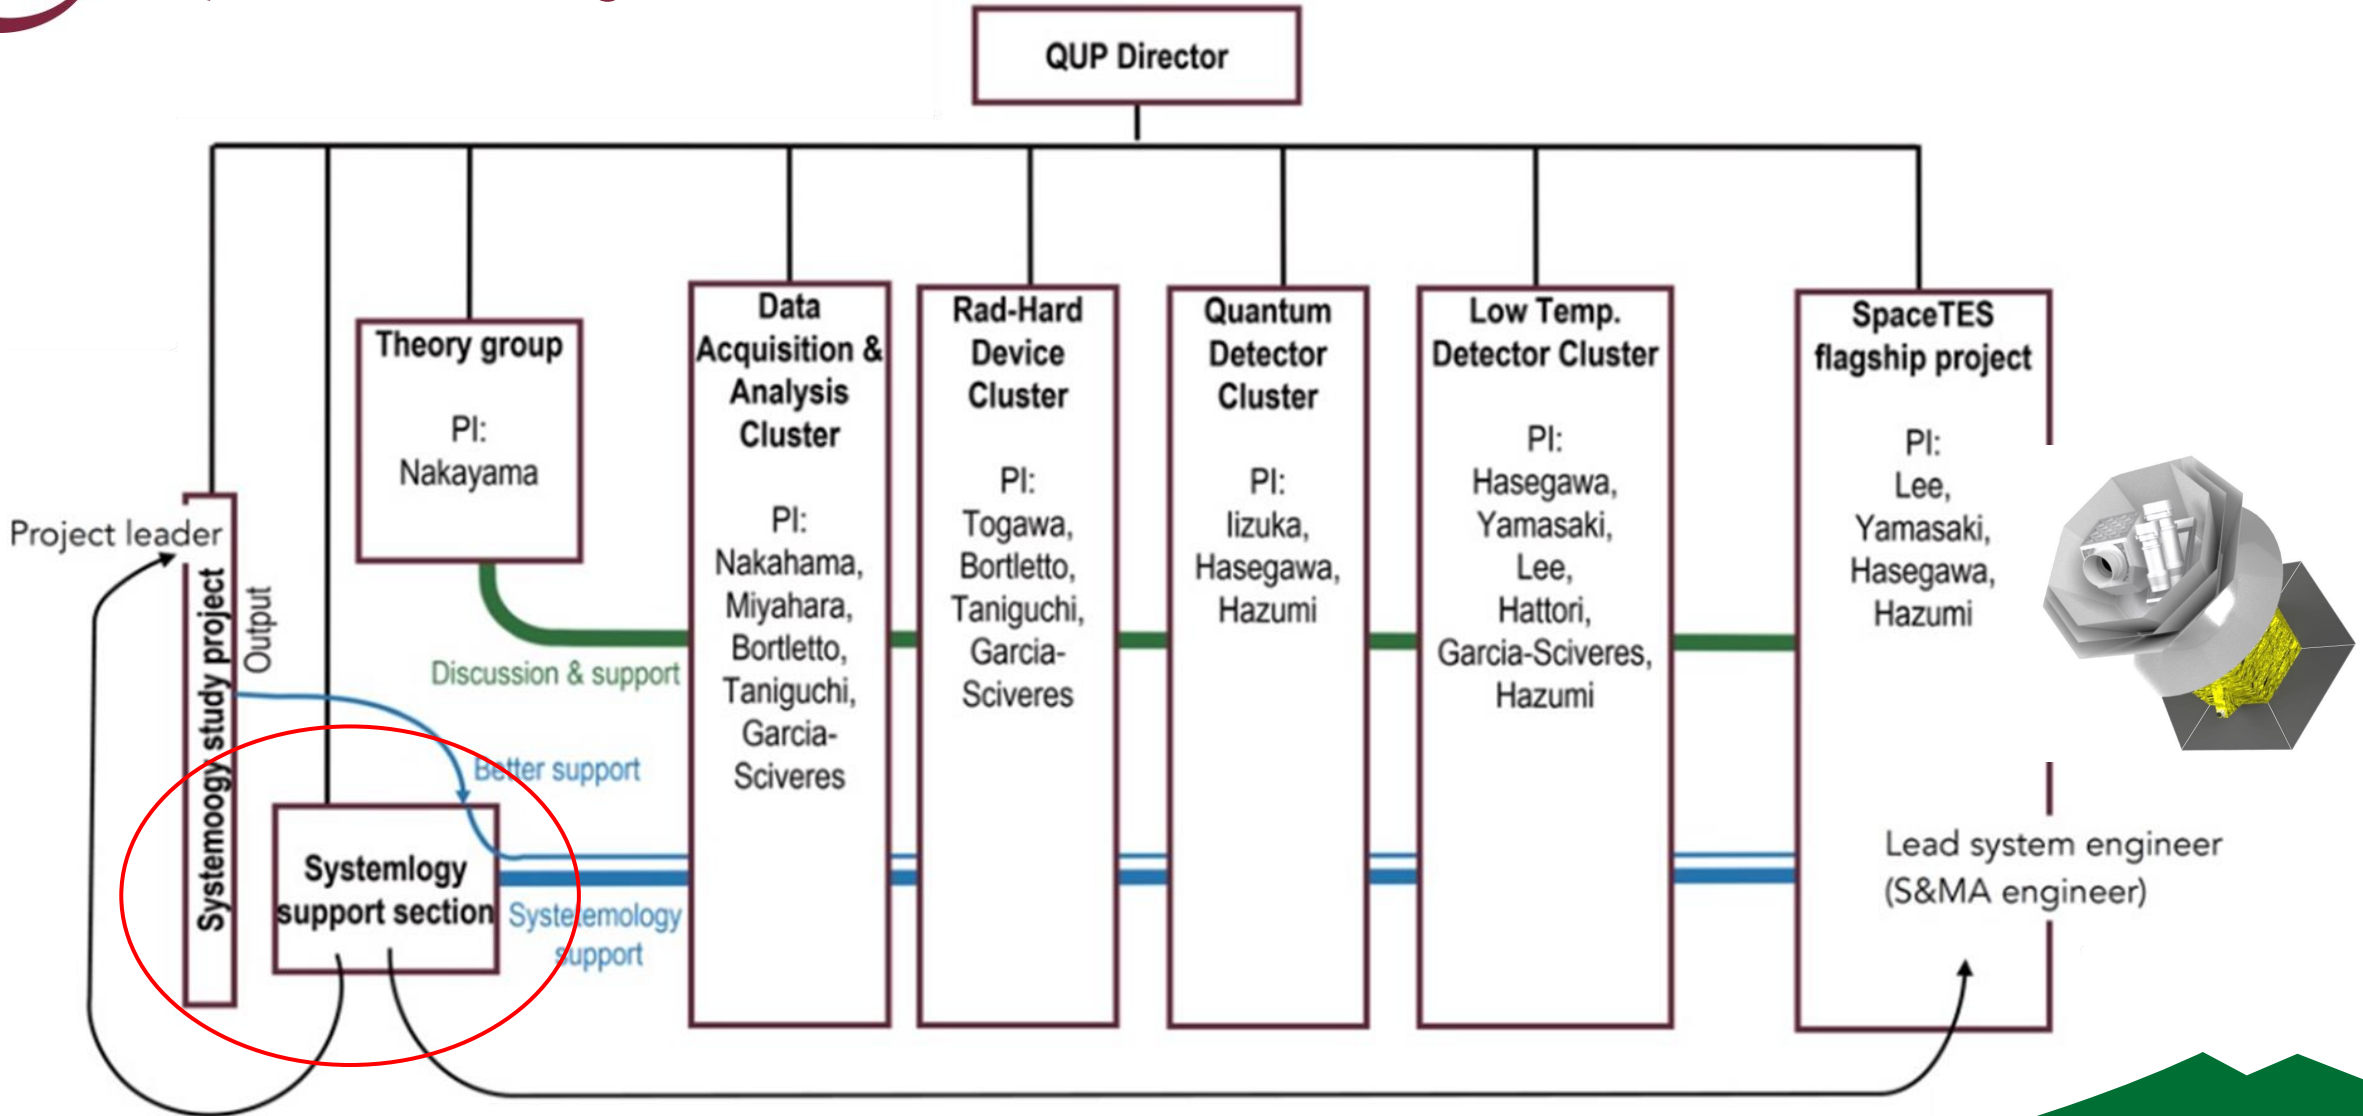 QUP Director
Theory group
PI:
Nakayama
Data
Acquisition &
Analysis
Cluster
PI:
Nakahama,
Miyahara,
Bortletto,
Taniguchi,
Garcia-
Sciveres
Rad-Hard
Device
Cluster
PI:
Togawa,
Bortletto,
Taniguchi,
Garcia-
Sciveres
Quantum
Detector
Cluster
PI:
Iizuka,
Hasegawa,
Hazumi
Low Temp.
Detector Cluster
PI:
Hasegawa,
Yamasaki,
Lee,
Hattori,
Garcia-Sciveres,
Hazumi
SpaceTES
flagship project
PI:
Lee,
Yamasaki,
Hasegawa,
Hazumi
Project leader
Systemoogy study project
Output
Discussion & support
Better support
Systemlogy
support section
Systetemology
support
Lead system engineer
(S&MA engineer)